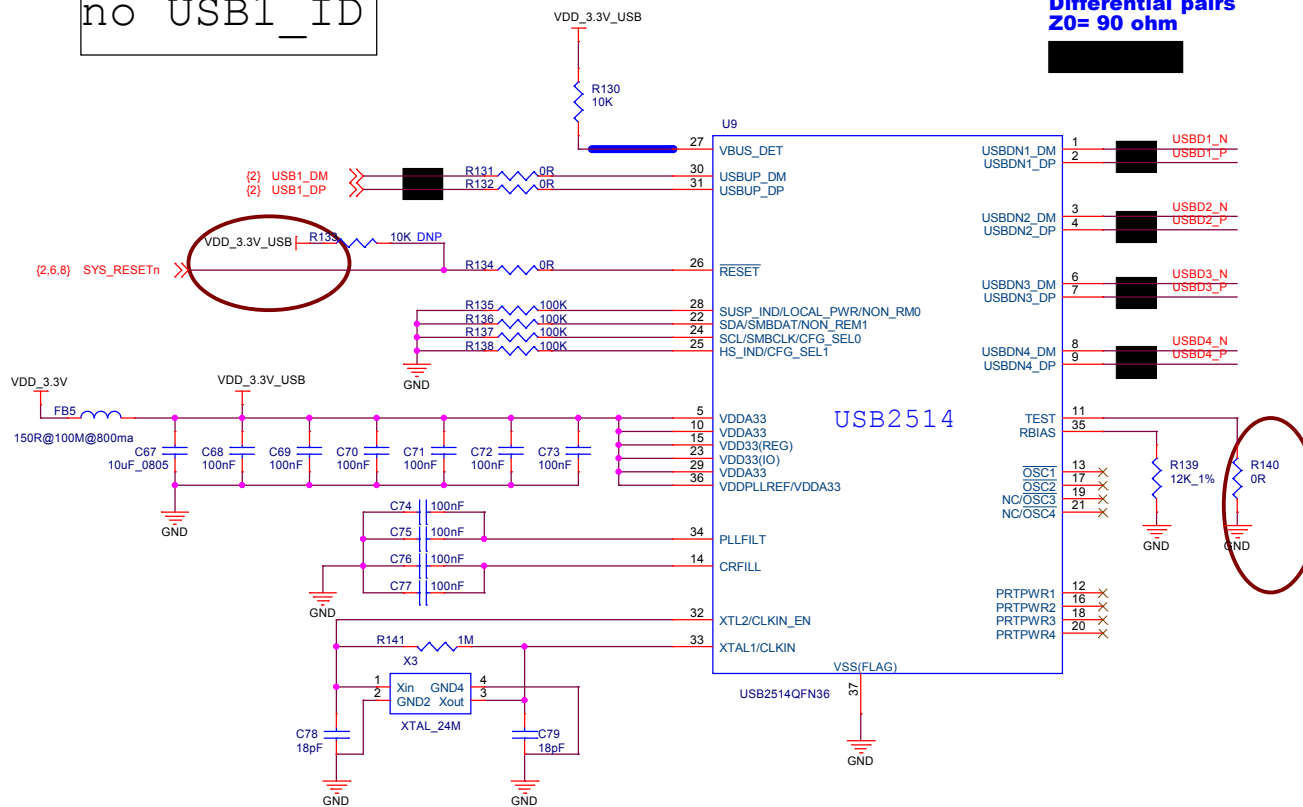 no USB1_ID
Differential pairs
Z0= 90 ohm
VDD_3.3V_USB
R130
10K
U9
27 VBUS_DET
{2} USB1_DM R131 0R 30 USBUP_DM
{2} USB1_DP R132 0R 31 USBUP_DP
VDD_3.3V_USB 10K DNP
{2,6,8} SYS_RESETn R134 0R 26 RESET
R135 100K 28 SUSP_IND/LOCAL_PWR/NON_RM0
R136 100K 22 SDA/SMBDAT/NON_REM1
R137 100K 24 SCL/SMBCLK/CFG_SEL0
R138 100K 25 HS_IND/CFG_SEL1
GND
USBDN1_DM 1 USBD1_N
USBDN1_DP 2 USBD1_P
USBDN2_DM 3 USBD2_N
USBDN2_DP 4 USBD2_P
USBDN3_DM 6 USBD3_N
USBDN3_DP 7 USBD3_P
USBDN4_DM 8 USBD4_N
USBDN4_DP 9 USBD4_P
VDD_3.3V
VDD_3.3V_USB
FB5
150R@100M@800ma
C67
10uF_0805
C68
100nF
C69
100nF
C70
100nF
C71
100nF
C72
100nF
C73
100nF
GND
5 VDDA33
10 VDDA33
15 VDD33(REG)
23 VDD33(IO)
29 VDDA33
36 VDDPLLREF/VDDA33
USB2514
TEST 11
RBIAS 35
R139
12K_1%
GND
R140
0R
GND
OSC1 13
OSC2 17
NC/OSC3 19
NC/OSC4 21
C74 100nF
C75 100nF
C76 100nF
C77 100nF
GND
34 PLLFILT
14 CRFILL
PRTPWR1 12
PRTPWR2 16
PRTPWR3 18
PRTPWR4 20
32 XTL2/CLKIN_EN
R141 1M 33 XTAL1/CLKIN
X3
1 Xin GND4 4
2 GND2 Xout 3
XTAL_24M
C78
18pF
C79
18pF
GND
GND
VSS(FLAG)
USB2514QFN36
37
GND